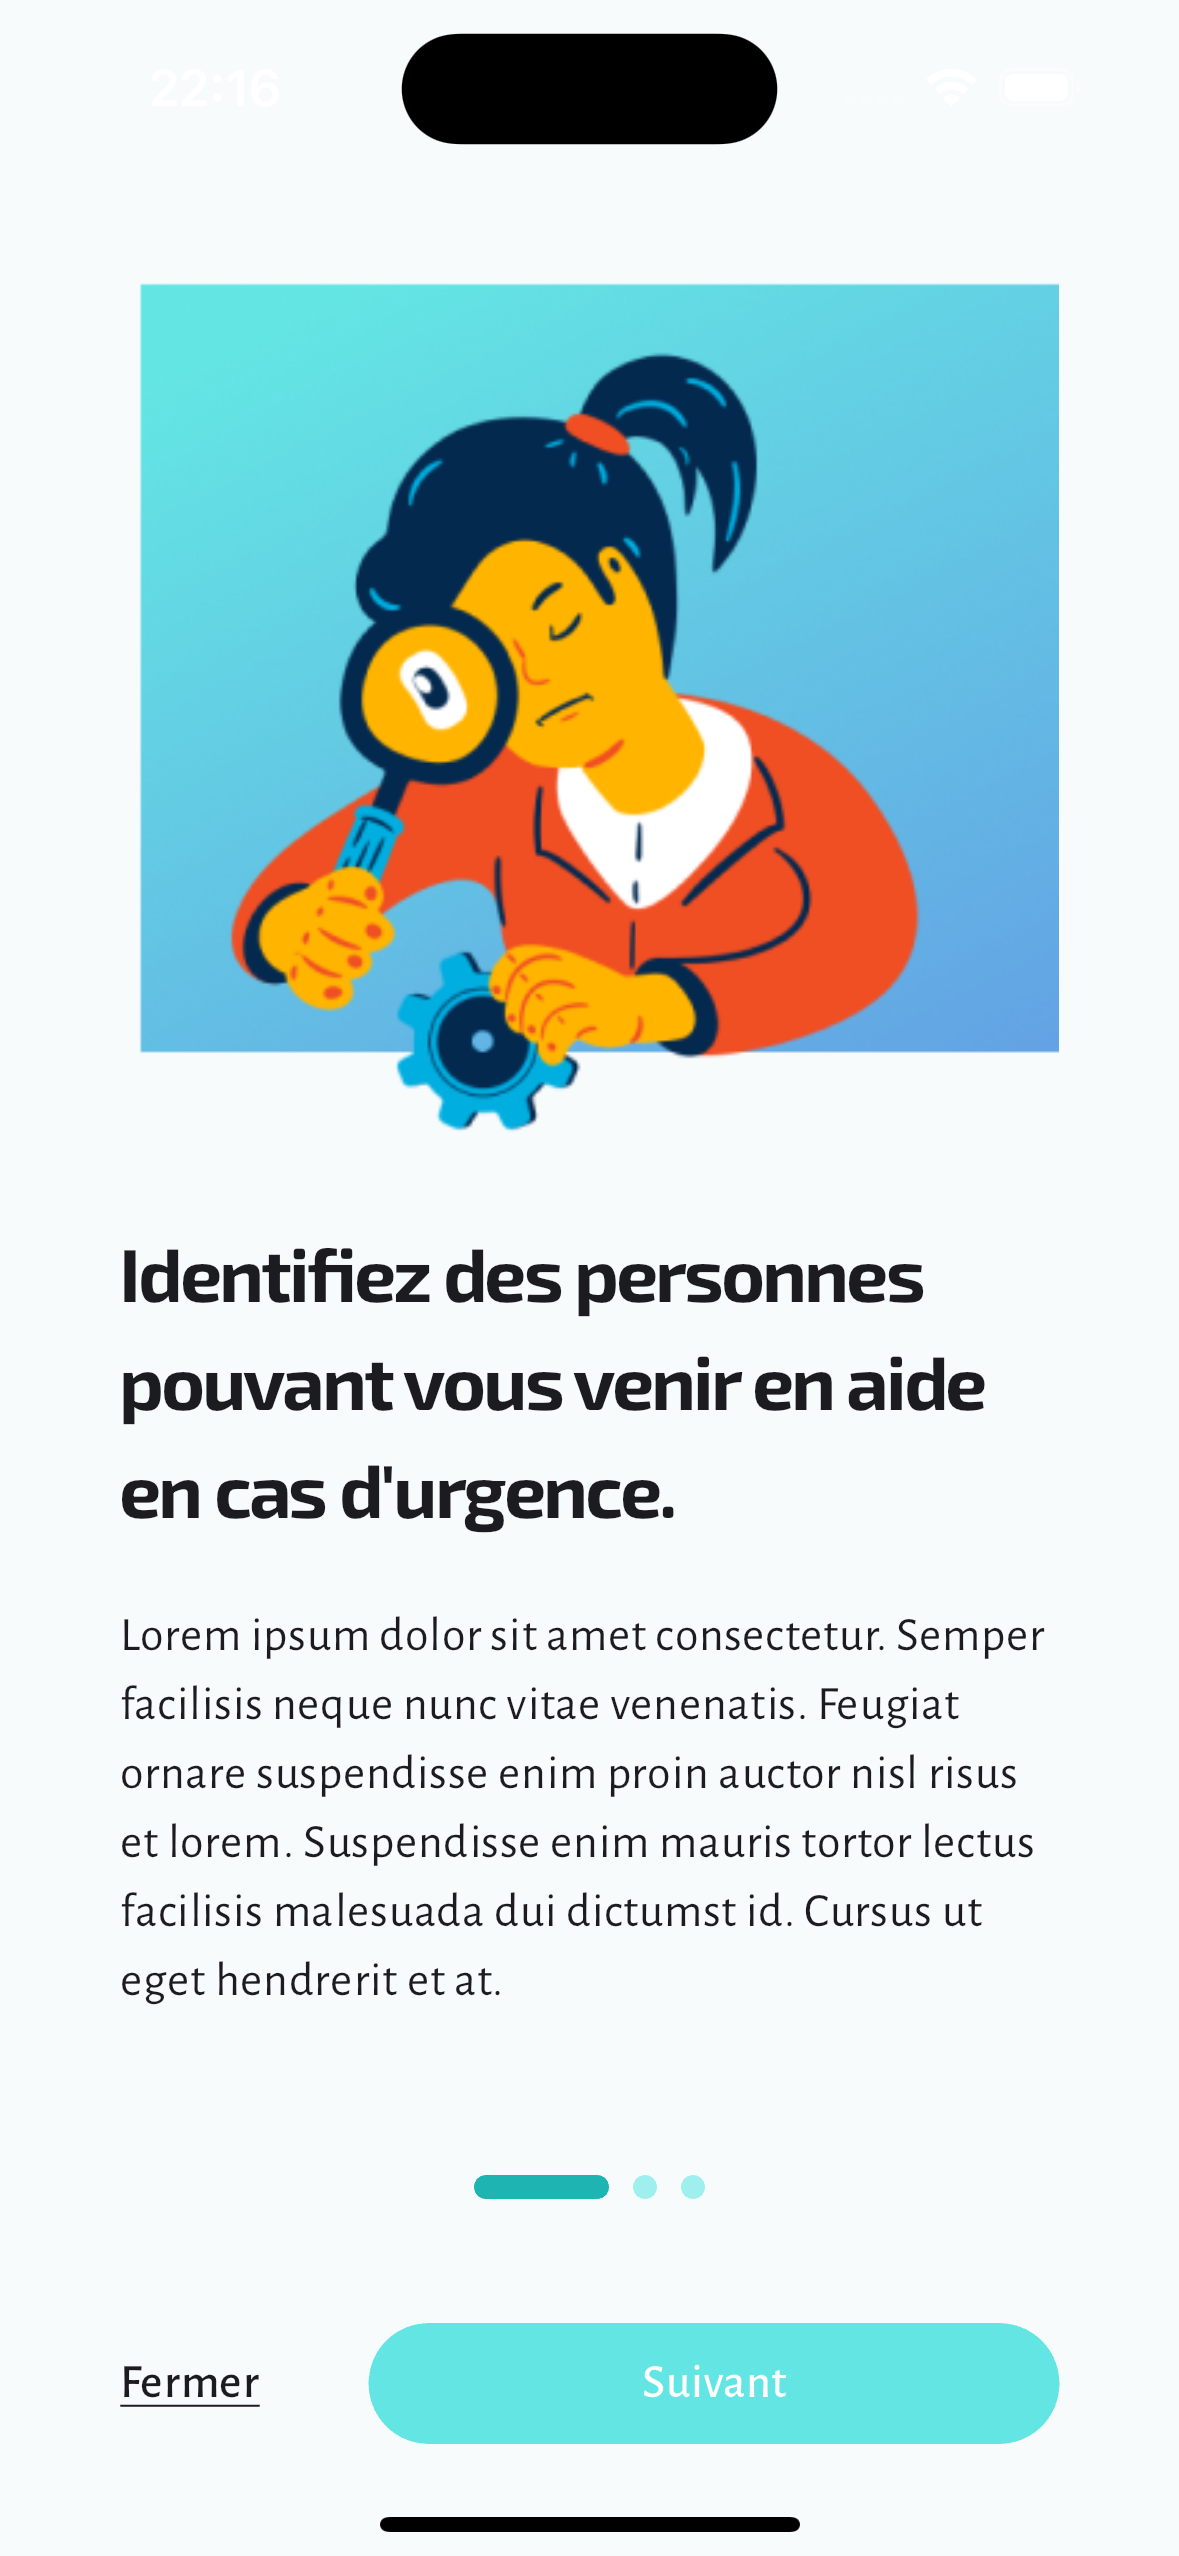 22:16
Identifiez des personnes
pouvant vous venir en aide
en cas d'urgence.
Lorem ipsum dolor sit amet consectetur. Semper
facilisis neque nunc vitae venenatis. Feugiat
ornare suspendisse enim proin auctor nisl risus
et lorem. Suspendisse enim mauris tortor lectus
facilisis malesuada dui dictumst id. Cursus ut
eget hendrerit et at.
Fermer
Suivant